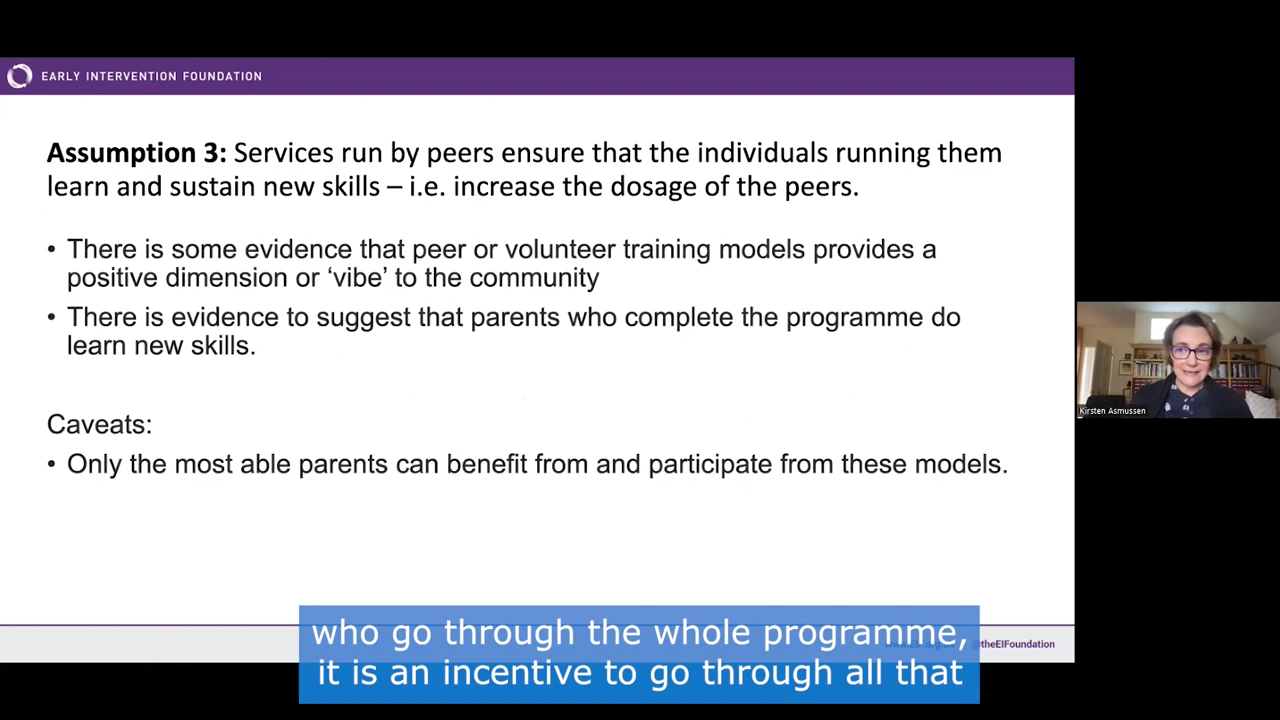 EARLY INTERVENTION FOUNDATION
Assumption 3: Services run by peers ensure that the individuals running them
learn and sustain new skills – i.e. increase the dosage of the peers.
• There is some evidence that peer or volunteer training models provides a
positive dimension or ‘vibe’ to the community
• There is evidence to suggest that parents who complete the programme do
learn new skills.
Kirsten Asmussen
Caveats:
• Only the most able parents can benefit from and participate from these models.
who go through the whole programme,
it is an incentive to go through all that
@theEIFoundation